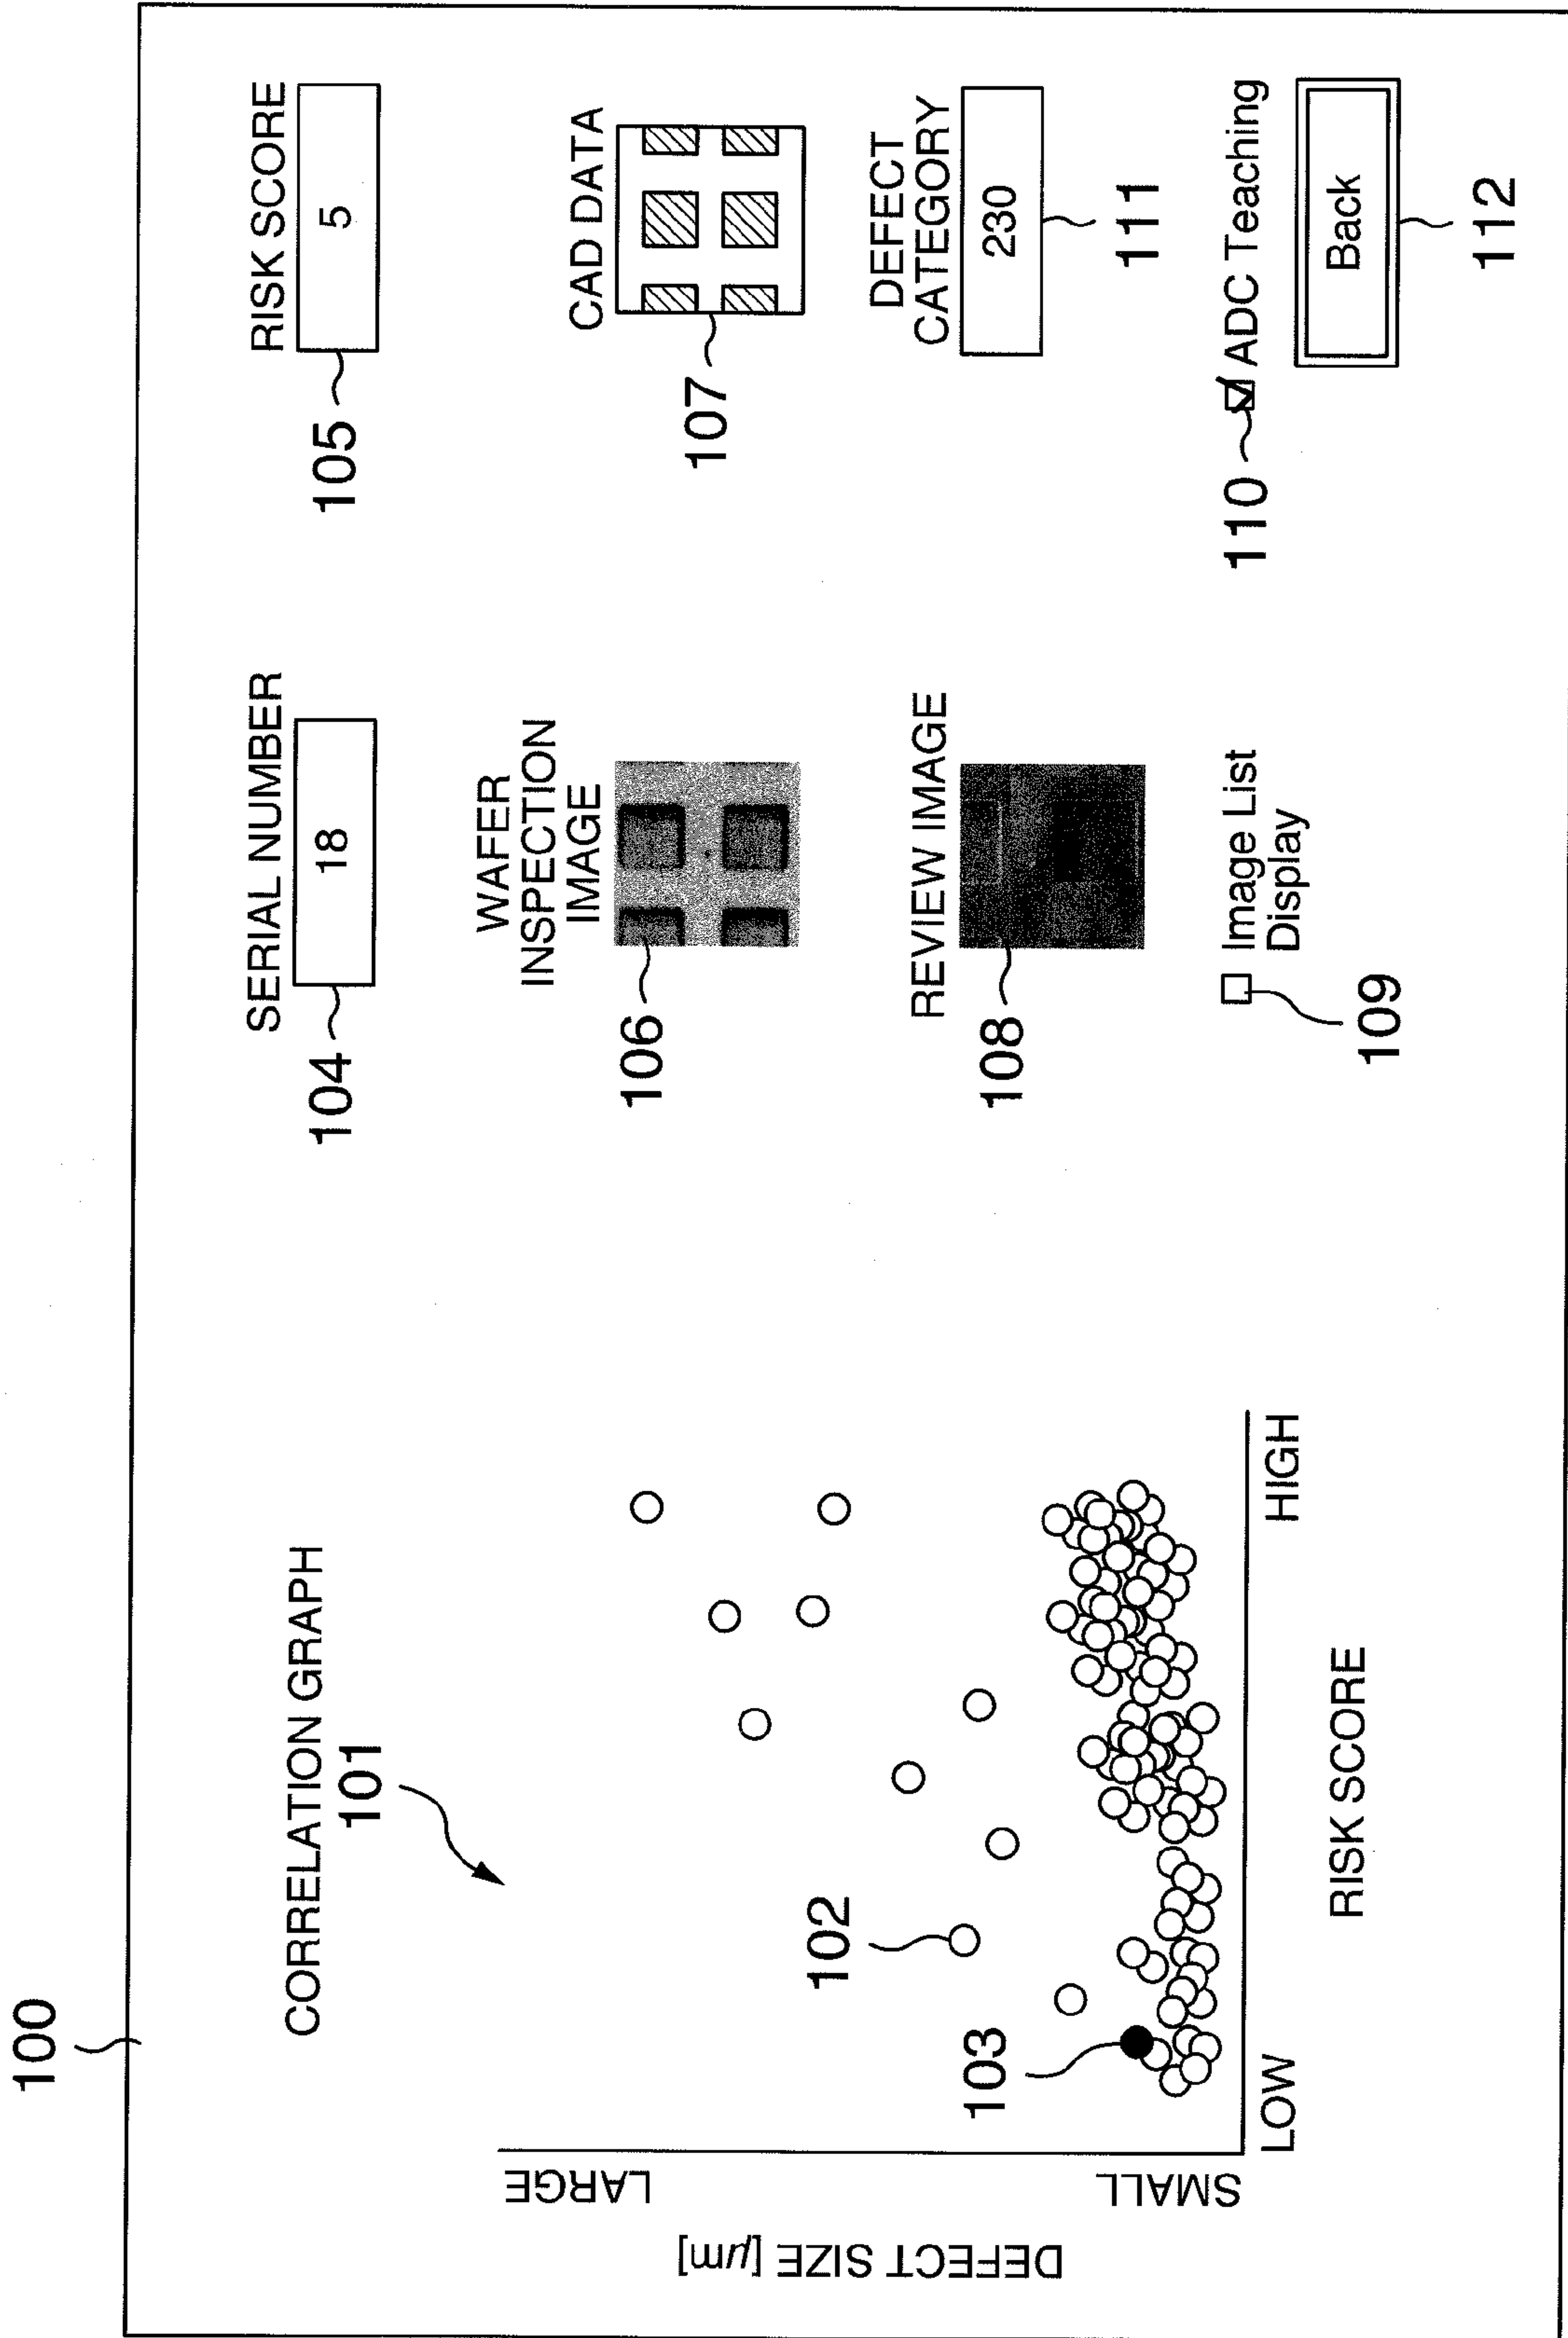 100
CORRELATION GRAPH
101
102
103
DEFECT SIZE [μm]
LARGE
SMALL
LOW
HIGH
RISK SCORE
SERIAL NUMBER
104
18
RISK SCORE
105
5
WAFER
INSPECTION
IMAGE
106
CAD DATA
107
REVIEW IMAGE
108
DEFECT
CATEGORY
230
111
109
Image List
Display
110
ADC Teaching
Back
112